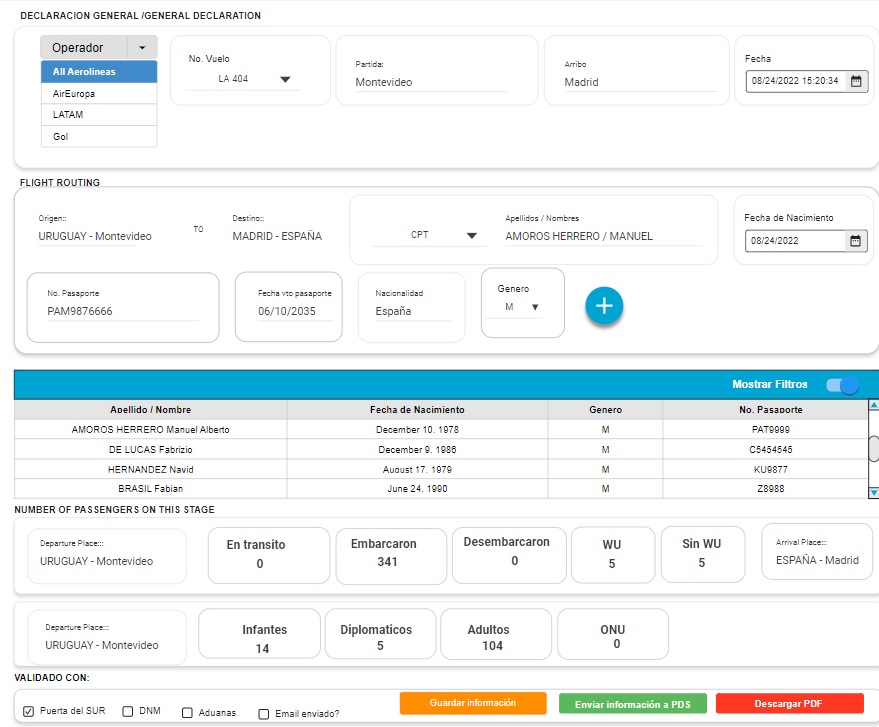 DECLARACION GENERAL /GENERAL DECLARATION
Operador
All Aerolineas
AirEuropa
LATAM
Gol
No. Vuelo
LA 404
Partida:
Montevideo
Arribo
Madrid
Fecha
08/24/2022 15:20:34
FLIGHT ROUTING
Origen::
URUGUAY - Montevideo
TO
Destino::
MADRID - ESPAÑA
CPT
Apellidos / Nombres
AMOROS HERRERO / MANUEL
Fecha de Nacimiento
08/24/2022
No. Pasaporte
PAM9876666
Fecha vto pasaporte
06/10/2035
Nacionalidad
España
Genero
M
Mostrar Filtros
Apellido / Nombre Fecha de Nacimiento Genero No. Pasaporte
AMOROS HERRERO Manuel Alberto December 10, 1978 M PAT9999
DE LUCAS Fabrizio December 9, 1986 M C5454545
HERNANDEZ Navid August 17, 1979 M KU9877
BRASIL Fabian June 24, 1990 M Z8988
NUMBER OF PASSENGERS ON THIS STAGE
Departure Place:::
URUGUAY - Montevideo
En transito
0
Embarcaron
341
Desembarcaron
0
WU
5
Sin WU
5
Arrival Place:::
ESPAÑA - Madrid
Departure Place:::
URUGUAY - Montevideo
Infantes
14
Diplomaticos
5
Adultos
104
ONU
0
VALIDADO CON:
Puerta del SUR
DNM
Aduanas
Email enviado?
Guardar información
Enviar información a PDS
Descargar PDF